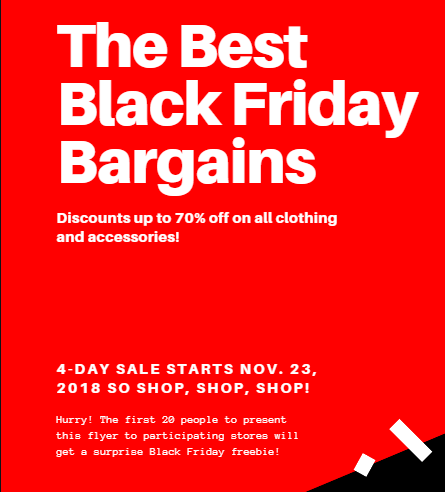 The Best
Black Friday
Bargains
Discounts up to 70% off on all clothing
and accessories!
4-DAY SALE STARTS NOV. 23,
2018 SO SHOP, SHOP, SHOP!
Hurry! The first 20 people to present
this flyer to participating stores will
get a surprise Black Friday freebie!